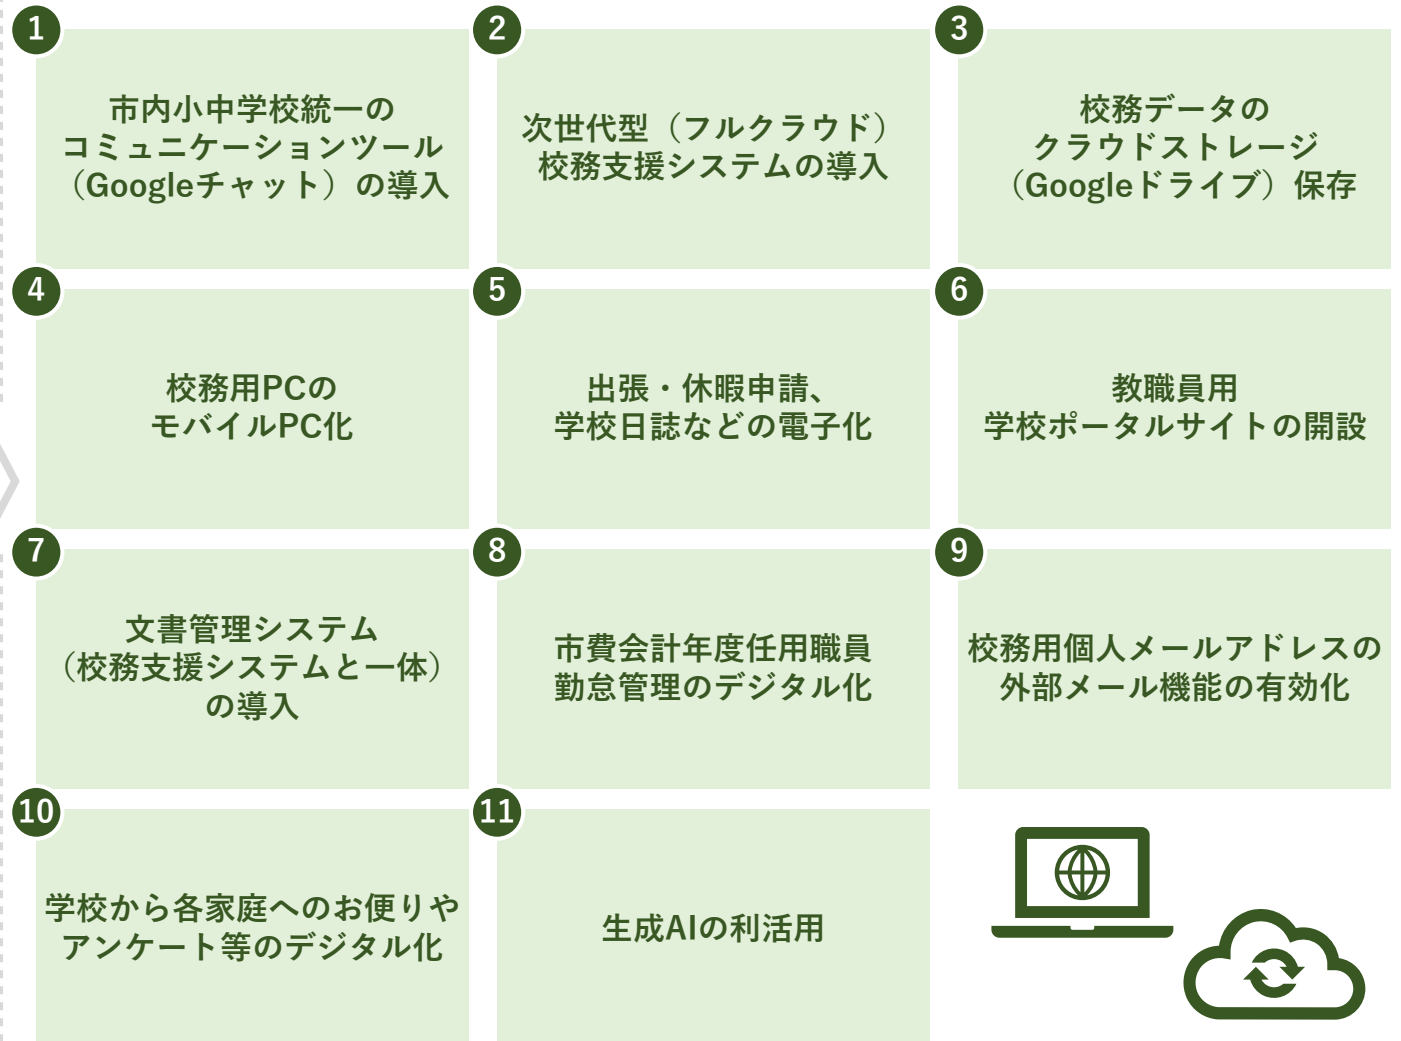 1
市内小中学校統一の
コミュニケーションツール
（Googleチャット）の導入
2
次世代型（フルクラウド）
校務支援システムの導入
3
校務データの
クラウドストレージ
（Googleドライブ）保存
4
校務用PCの
モバイルPC化
5
出張・休暇申請、
学校日誌などの電子化
6
教職員用
学校ポータルサイトの開設
7
文書管理システム
（校務支援システムと一体）
の導入
8
市費会計年度任用職員
勤怠管理のデジタル化
9
校務用個人メールアドレスの
外部メール機能の有効化
10
学校から各家庭へのお便りや
アンケート等のデジタル化
11
生成AIの利活用